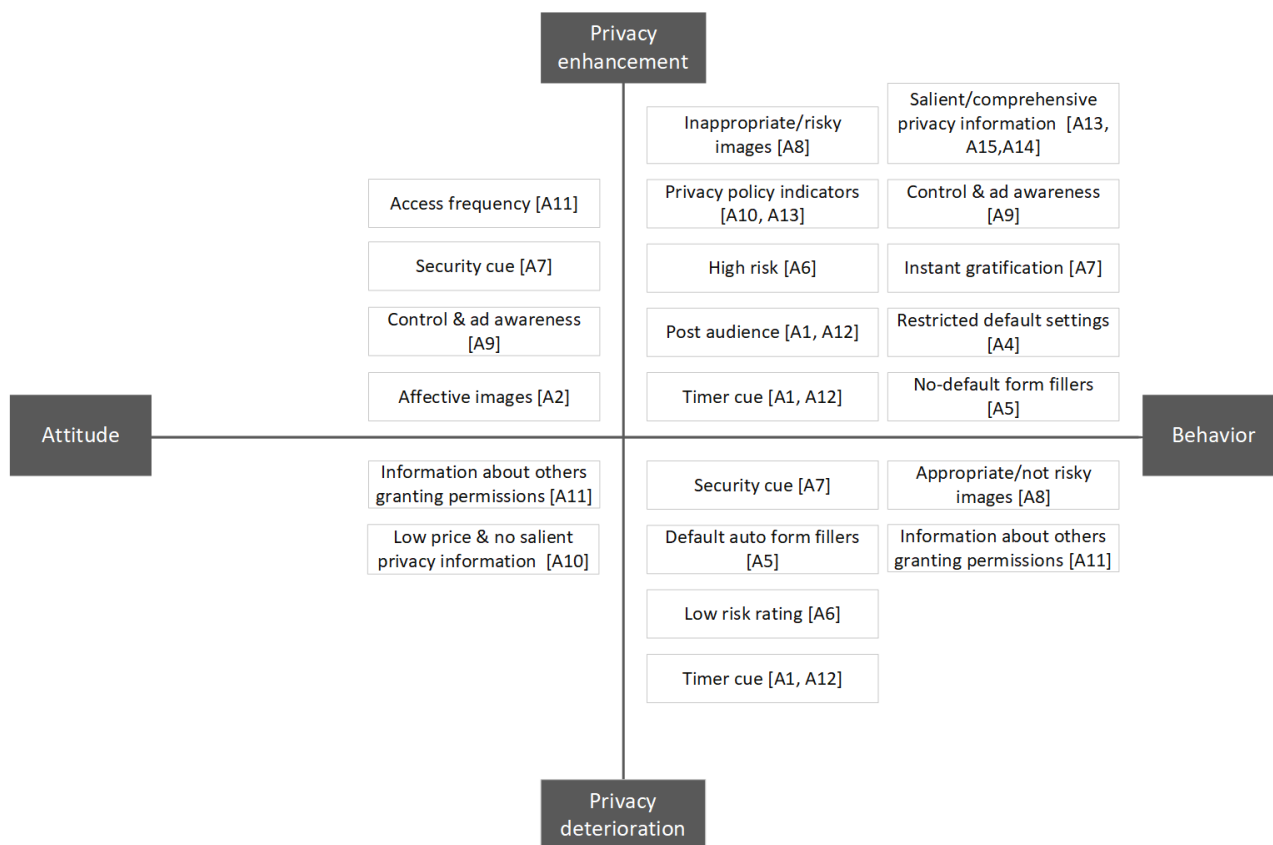 Privacy
enhancement
Inappropriate/risky
images [A8]
Salient/comprehensive
privacy information [A13,
A15,A14]
Access frequency [A11]
Privacy policy indicators
[A10, A13]
Control & ad awareness
[A9]
Security cue [A7]
High risk [A6]
Instant gratification [A7]
Control & ad awareness
[A9]
Post audience [A1, A12]
Restricted default settings
[A4]
Affective images [A2]
Timer cue [A1, A12]
No-default form fillers
[A5]
Attitude
Behavior
Information about others
granting permissions [A11]
Security cue [A7]
Appropriate/not risky
images [A8]
Low price & no salient
privacy information [A10]
Default auto form fillers
[A5]
Information about others
granting permissions [A11]
Low risk rating [A6]
Timer cue [A1, A12]
Privacy
deterioration